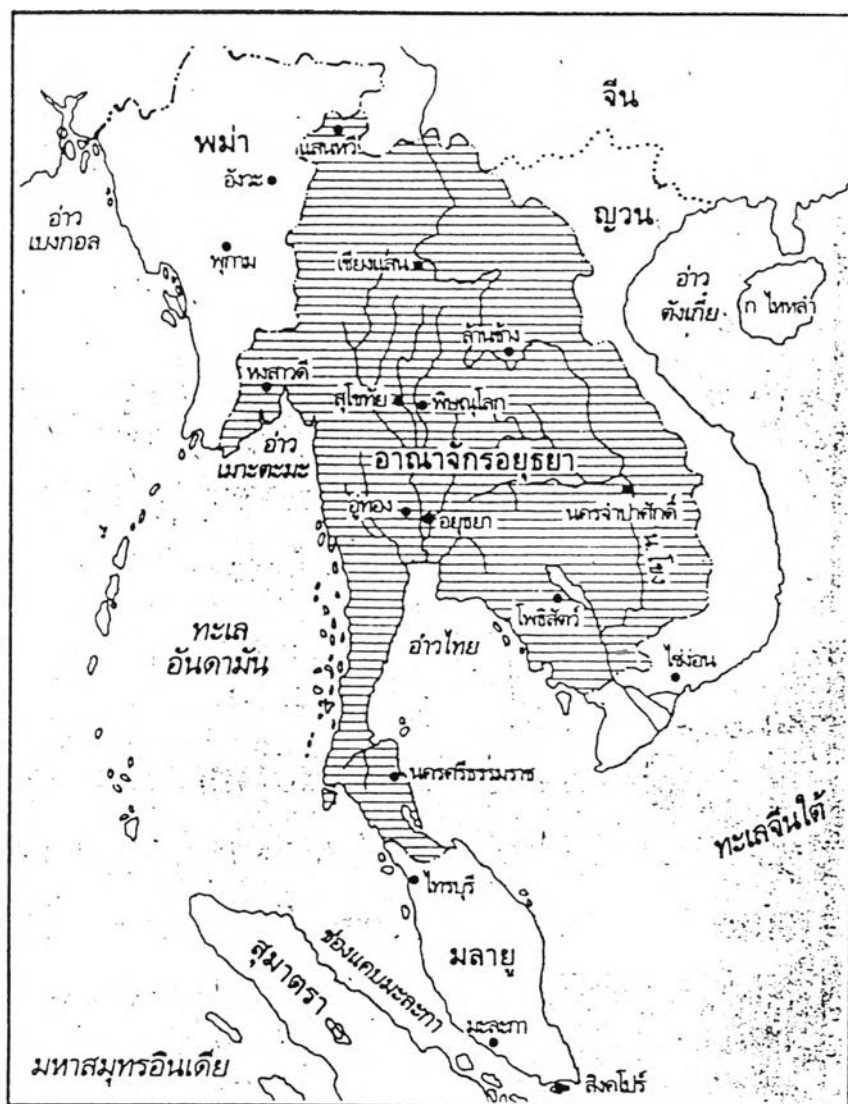 จีน
พม่า
แสนหวี
อังวะ
ญวน
อ่าว
เบงกอล
พุกาม
เชียงแสน
อ่าว
ตังเกี๋ย
ก ไหหลำ
ล้านช้าง
หงสาวดี
สุโขทัย
พิษณุโลก
อ่าว
เมาะตะมะ
อาณาจักรอยุธยา
อู่ทอง
อยุธยา
นครจำปาศักดิ์
น.โขง
โพธิสัตว์
ทะเล
อันดามัน
อ่าวไทย
ไซ่ง่อน
นครศรีธรรมราช
ทะเลจีนใต้
ไทรบุรี
ช่องแคบมะละกา
สุมาตรา
มลายู
มะละกา
มหาสมุทรอินเดีย
สิงคโปร์